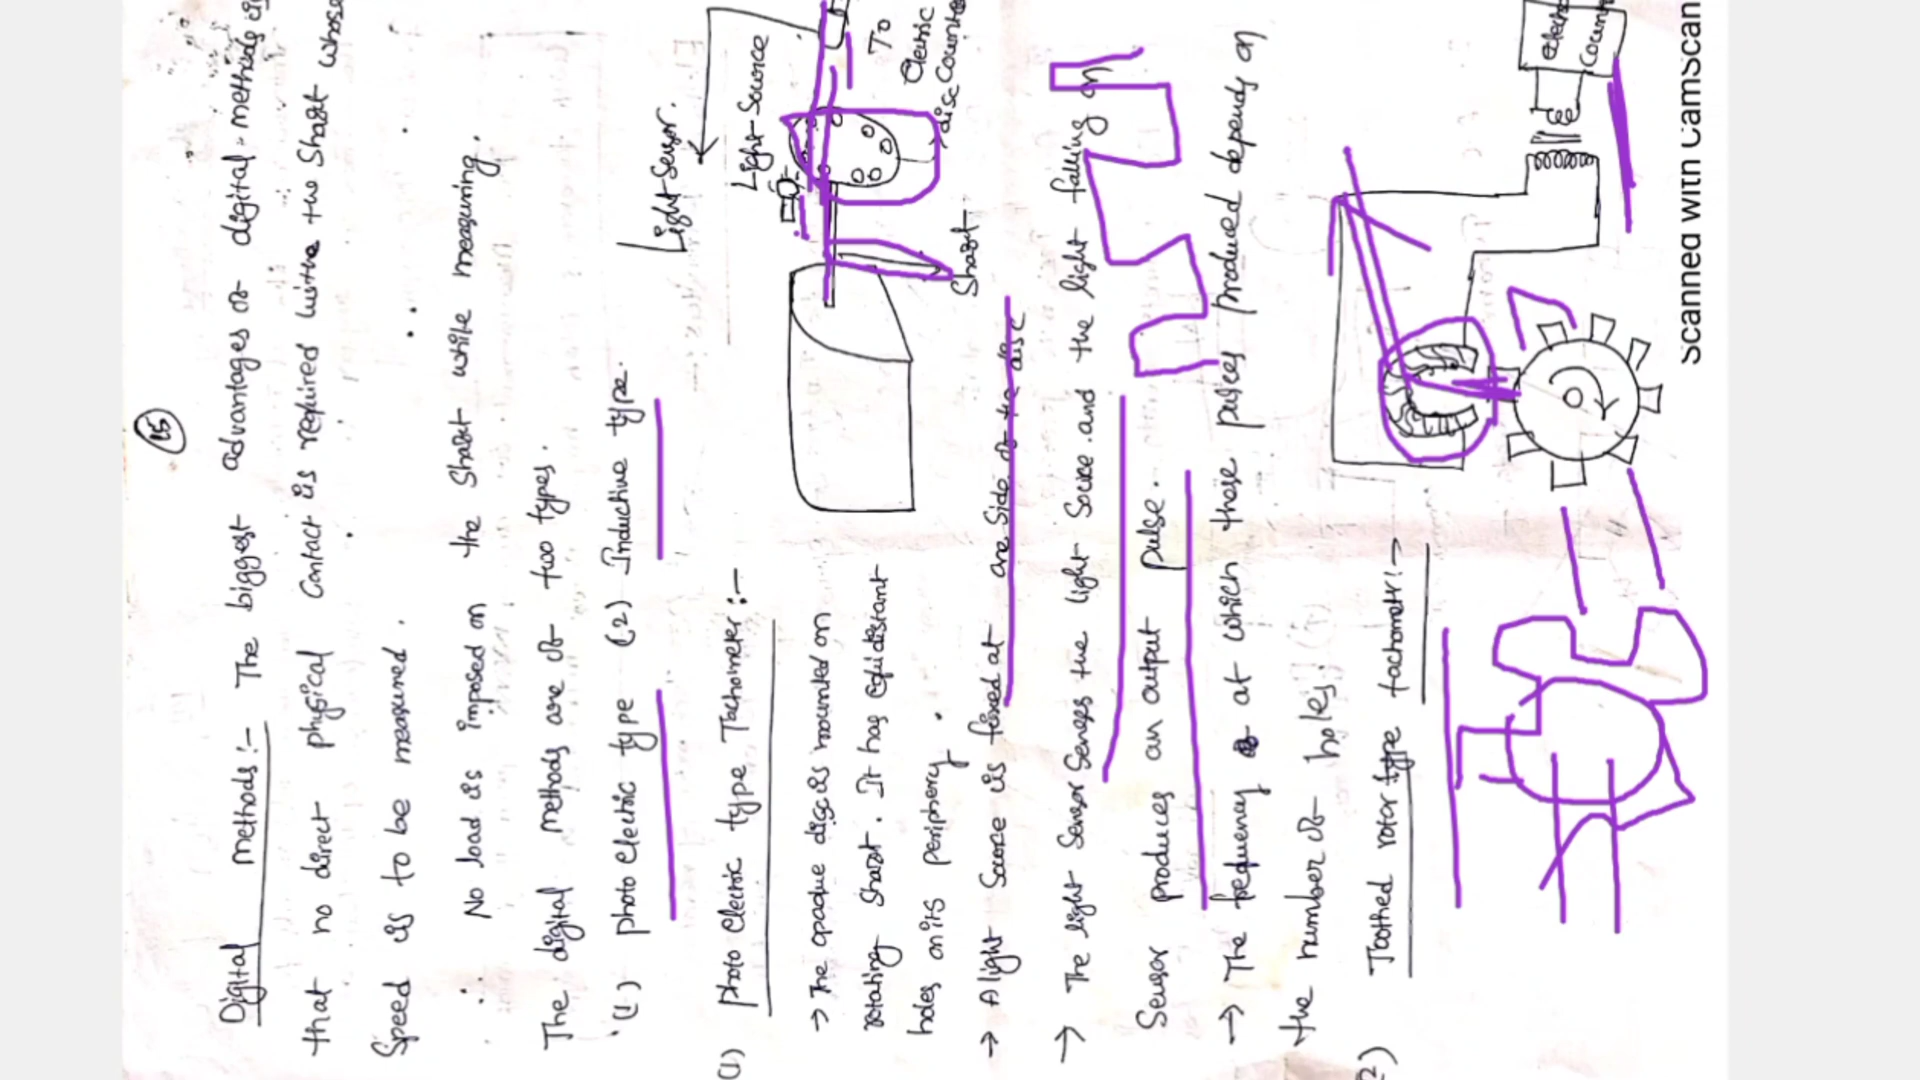 15
Digital methods :- The biggest advantages of digital methods is
that no direct physical Contact is required with the Shaft whose
Speed is to be measured.
∴ No load is imposed on the Shaft while measuring.
The digital methods are of two types.
(1) photo electric type (2) Inductive type.
(1) photo electric type Tachometer :-
Light Sensor.
Light Source
To
Electric
Counter
disc
Shaft
→ The opaque disc is mounted on
rotating Shaft. It has equidistant
holes on its periphery.
→ A light Source is fixed at one Side of the disc
→ The light Sensor Senses the light Source and the light falling on
Sensor produces an output pulse.
→ The frequency at which these pulses produced depends on
the number of holes.
2) Toothed rotor type tachometr :-
Scanned with CamScan